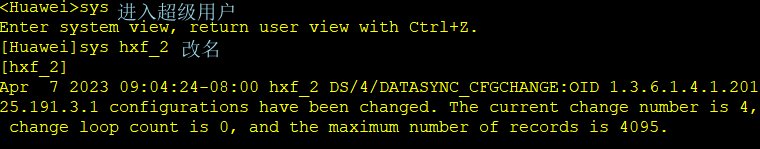 <Huawei>sys 进入超级用户
Enter system view, return user view with Ctrl+Z.
[Huawei]sys hxf_2 改名
[hxf_2]
Apr  7 2023 09:04:24-08:00 hxf_2 DS/4/DATASYNC_CFGCHANGE:OID 1.3.6.1.4.1.201
25.191.3.1 configurations have been changed. The current change number is 4,
 change loop count is 0, and the maximum number of records is 4095.